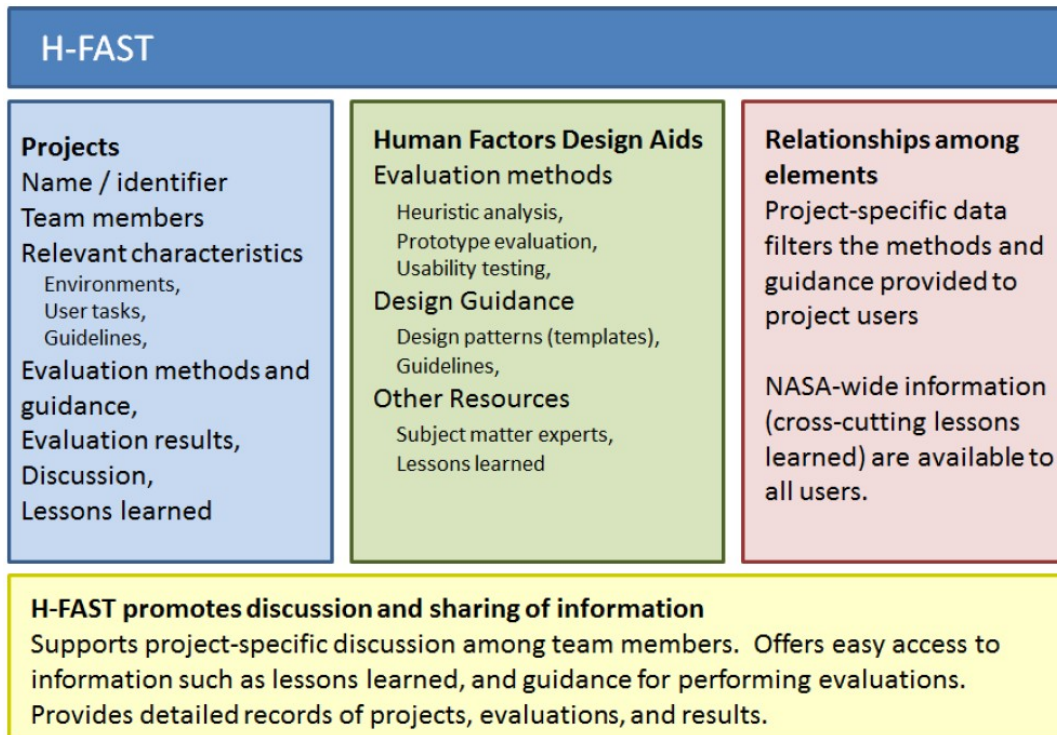 H-FAST
Projects
Name / identifier
Team members
Relevant characteristics
Environments,
User tasks,
Guidelines,
Evaluation methods and
guidance,
Evaluation results,
Discussion,
Lessons learned
Human Factors Design Aids
Evaluation methods
Heuristic analysis,
Prototype evaluation,
Usability testing,
Design Guidance
Design patterns (templates),
Guidelines,
Other Resources
Subject matter experts,
Lessons learned
Relationships among
elements
Project-specific data
filters the methods and
guidance provided to
project users
NASA-wide information
(cross-cutting lessons
learned) are available to
all users.
H-FAST promotes discussion and sharing of information
Supports project-specific discussion among team members.  Offers easy access to
information such as lessons learned, and guidance for performing evaluations.
Provides detailed records of projects, evaluations, and results.